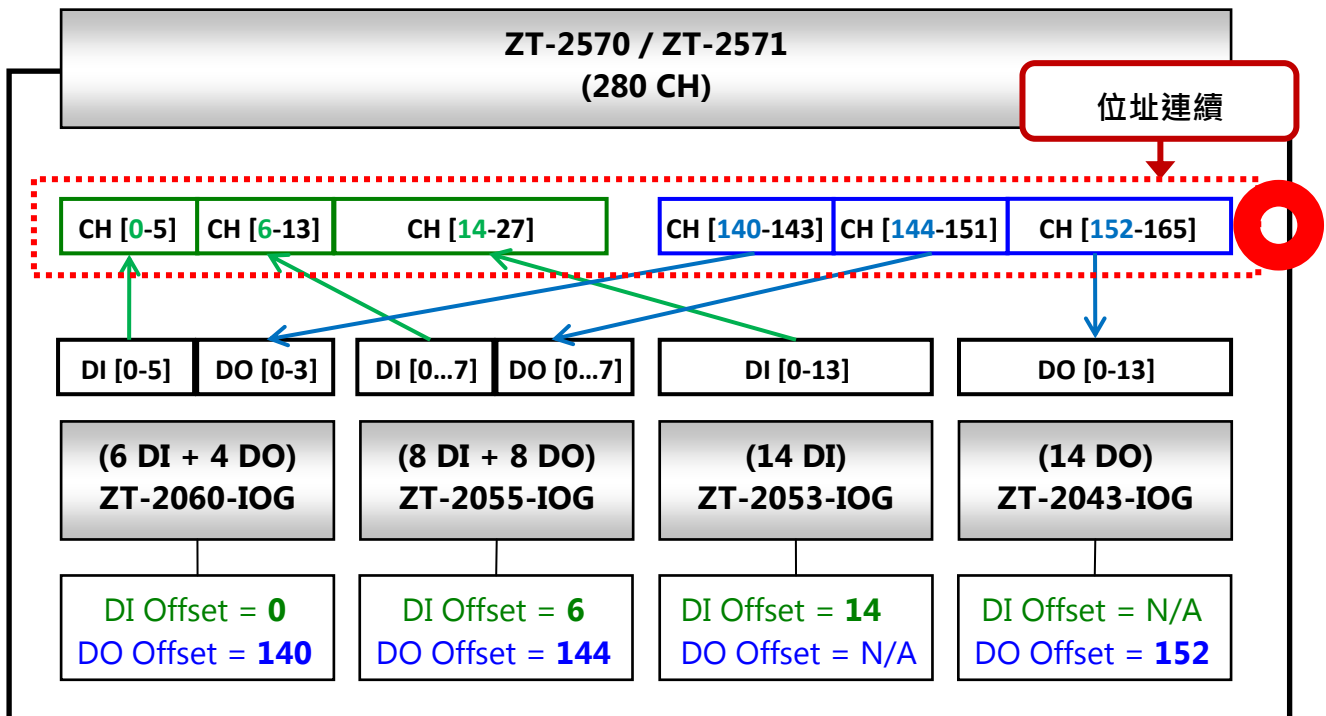 ZT-2570 / ZT-2571
(280 CH)
位址連續
CH [0-5] CH [6-13] CH [14-27] CH [140-143] CH [144-151] CH [152-165]
DI [0-5] DO [0-3] DI [0...7] DO [0...7] DI [0-13] DO [0-13]
(6 DI + 4 DO)
ZT-2060-IOG
(8 DI + 8 DO)
ZT-2055-IOG
(14 DI)
ZT-2053-IOG
(14 DO)
ZT-2043-IOG
DI Offset = 0
DO Offset = 140
DI Offset = 6
DO Offset = 144
DI Offset = 14
DO Offset = N/A
DI Offset = N/A
DO Offset = 152